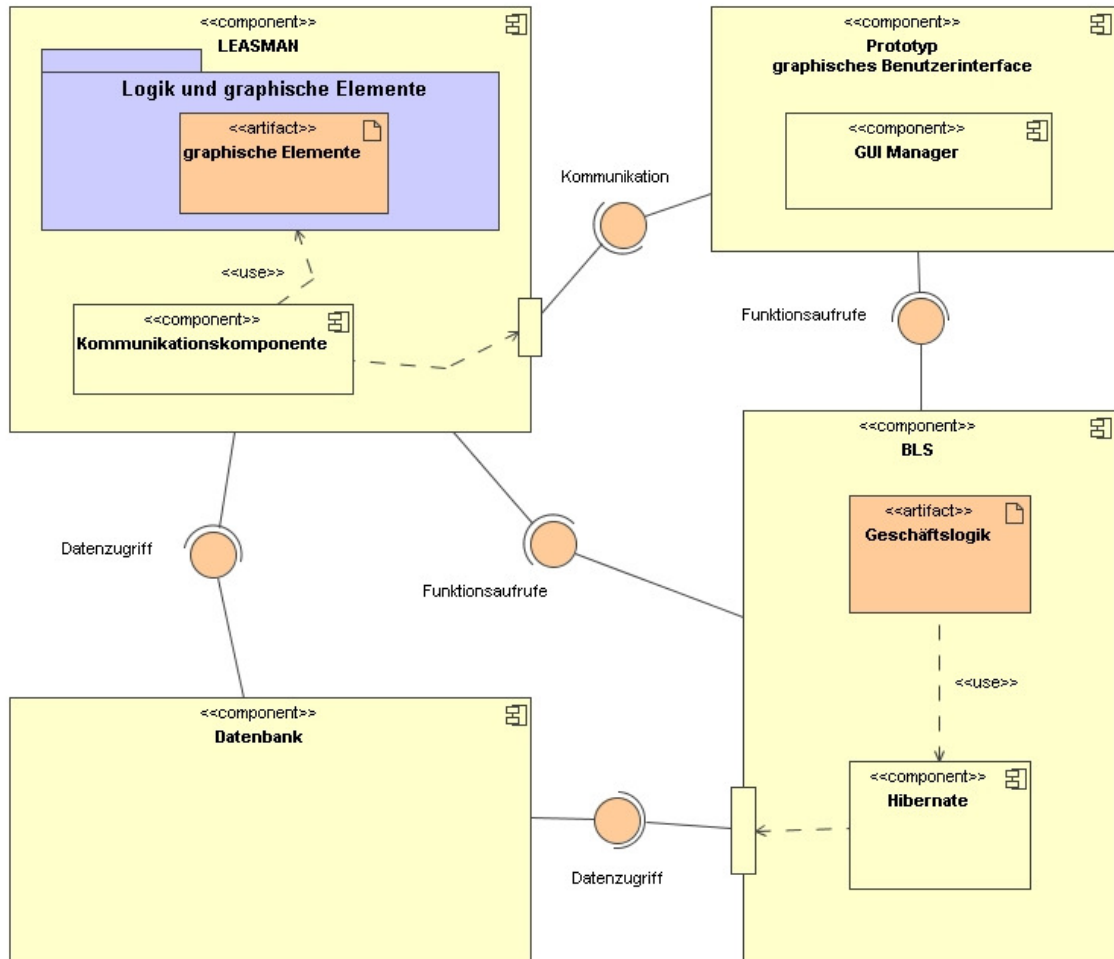 <<component>>
LEASMAN
Logik und graphische Elemente
<<artifact>>
graphische Elemente
<<use>>
<<component>>
Kommunikationskomponente
Kommunikation
<<component>>
Prototyp
graphisches Benutzerinterface
<<component>>
GUI Manager
Funktionsaufrufe
Datenzugriff
Funktionsaufrufe
<<component>>
BLS
<<artifact>>
Geschäftslogik
<<use>>
<<component>>
Hibernate
<<component>>
Datenbank
Datenzugriff